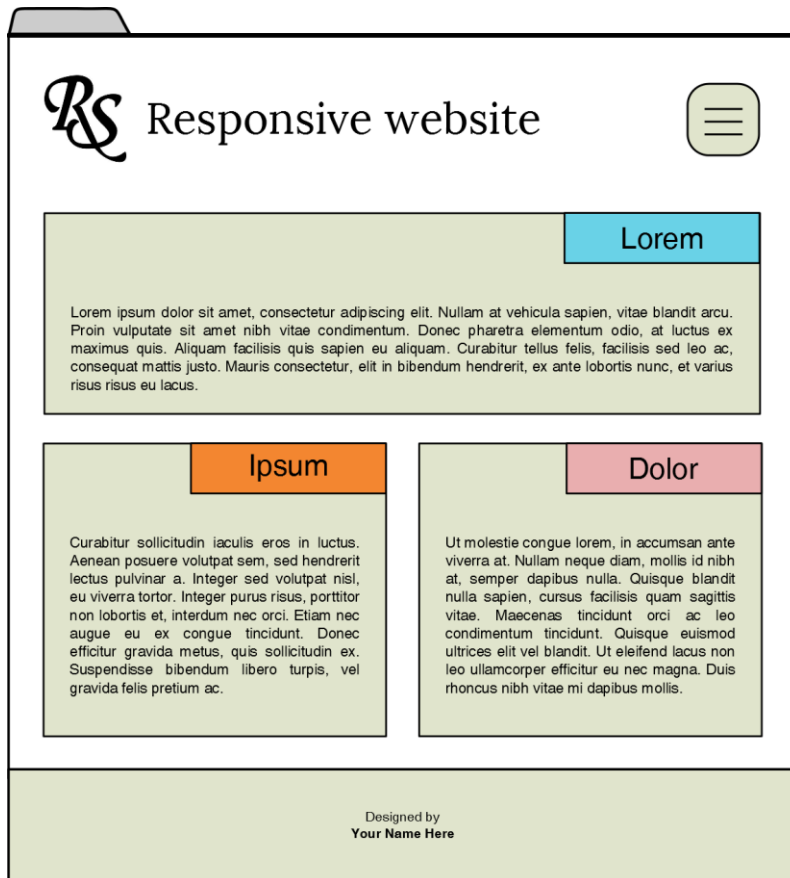 RS Responsive website
Lorem
Lorem ipsum dolor sit amet, consectetur adipiscing elit. Nullam at vehicula sapien, vitae blandit arcu.
Proin vulputate sit amet nibh vitae condimentum. Donec pharetra elementum odio, at luctus ex
maximus quis. Aliquam facilisis quis sapien eu aliquam. Curabitur tellus felis, facilisis sed leo ac,
consequat mattis justo. Mauris consectetur, elit in bibendum hendrerit, ex ante lobortis nunc, et varius
risus risus eu lacus.
Ipsum
Curabitur sollicitudin iaculis eros in luctus.
Aenean posuere volutpat sem, sed hendrerit
lectus pulvinar a. Integer sed volutpat nisl,
eu viverra tortor. Integer purus risus, porttitor
non lobortis et, interdum nec orci. Etiam nec
augue eu ex congue tincidunt. Donec
efficitur gravida metus, quis sollicitudin ex.
Suspendisse bibendum libero turpis, vel
gravida felis pretium ac.
Dolor
Ut molestie congue lorem, in accumsan ante
viverra at. Nullam neque diam, mollis id nibh
at, semper dapibus nulla. Quisque blandit
nulla sapien, cursus facilisis quam sagittis
vitae. Maecenas tincidunt orci ac leo
condimentum tincidunt. Quisque euismod
ultrices elit vel blandit. Ut eleifend lacus non
leo ullamcorper efficitur eu nec magna. Duis
rhoncus nibh vitae mi dapibus mollis.
Designed by
Your Name Here